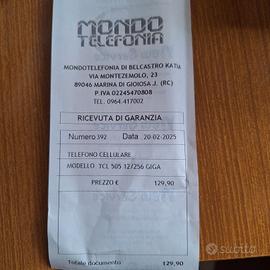 MONDO
TELEFONIA
MONDOTELEFONIA DI BELCASTRO KATIA
VIA MONTEZEMOLO, 23
89046 MARINA DI GIOIOSA J. (RC)
P.IVA 02245470808
TEL. 0964.417002
RICEVUTA DI GARANZIA
Numero 392 Data 20-02-2025
TELEFONO CELLULARE
MODELLO TCL 505 12/256 GIGA
PREZZO € 129,90
Totale documento 129,90
subito